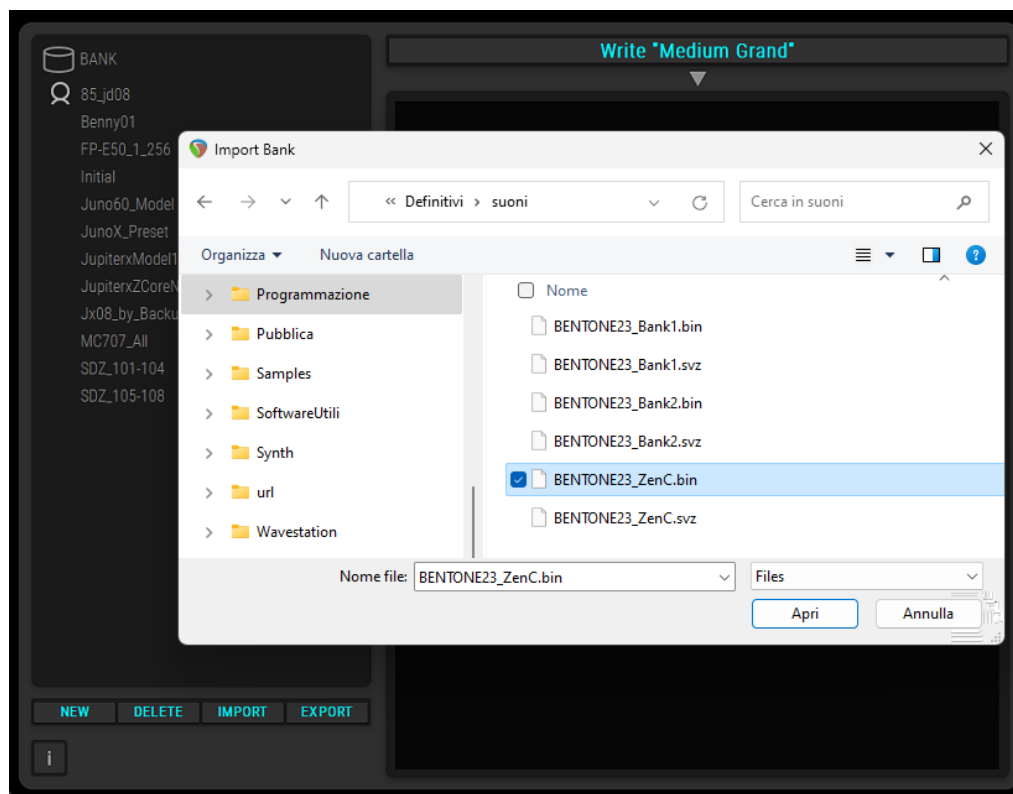 BANK
85_jd08
Benny01
FP-E50_1_256
Initial
Juno60_Model
JunoX_Preset
JupiterxModel1
JupiterxZCoreN
Jx08_by_Backu
MC707_All
SDZ_101-104
SDZ_105-108
NEW DELETE IMPORT EXPORT
i
Write "Medium Grand"
Import Bank
« Definitivi › suoni
Cerca in suoni
Organizza Nuova cartella
?
Programmazione
Pubblica
Samples
SoftwareUtili
Synth
url
Wavestation
Nome
BENTONE23_Bank1.bin
BENTONE23_Bank1.svz
BENTONE23_Bank2.bin
BENTONE23_Bank2.svz
BENTONE23_ZenC.bin
BENTONE23_ZenC.svz
Nome file: BENTONE23_ZenC.bin Files
Apri Annulla